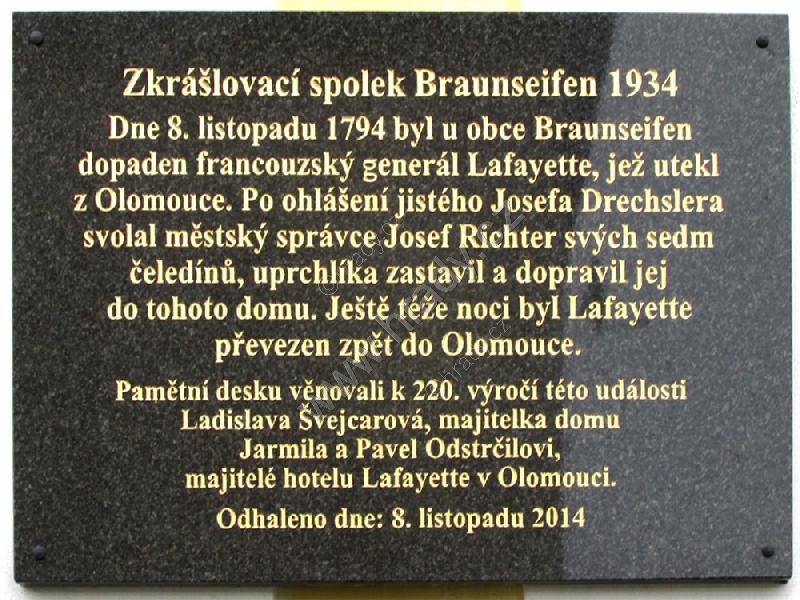 Zkrášlovací spolek Braunseifen 1934
Dne 8. listopadu 1794 byl u obce Braunseifen
dopaden francouzský generál Lafayette, jež utekl
z Olomouce. Po ohlášení jistého Josefa Drechslera
svolal městský správce Josef Richter svých sedm
čeledínů, uprchlíka zastavil a dopravil jej
do tohoto domu. Ještě téže noci byl Lafayette
převezen zpět do Olomouce.
Pamětní desku věnovali k 220. výročí této události
Ladislava Švejcarová, majitelka domu
Jarmila a Pavel Odstrčilovi,
majitelé hotelu Lafayette v Olomouci.
Odhaleno dne: 8. listopadu 2014
www.hrady.cz